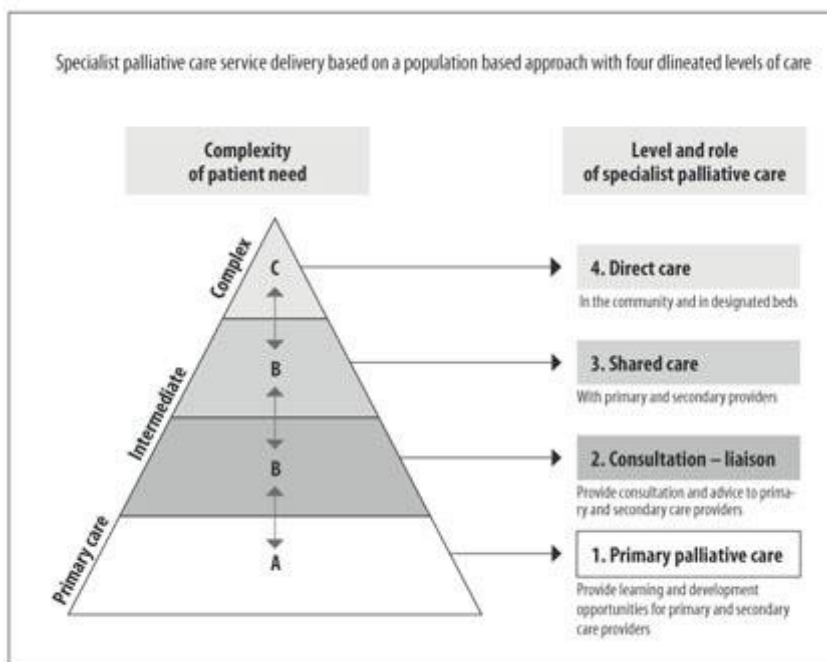 Specialist palliative care service delivery based on a population based approach with four dlineated levels of care
Complexity
of patient need
Level and role
of specialist palliative care
Complex
C
4. Direct care
In the community and in designated beds
Intermediate
B
3. Shared care
With primary and secondary providers
B
2. Consultation – liaison
Provide consultation and advice to prima-
ry and secondary care providers
Primary care
A
1. Primary palliative care
Provide learning and development
opportunities for primary and secondary
care providers